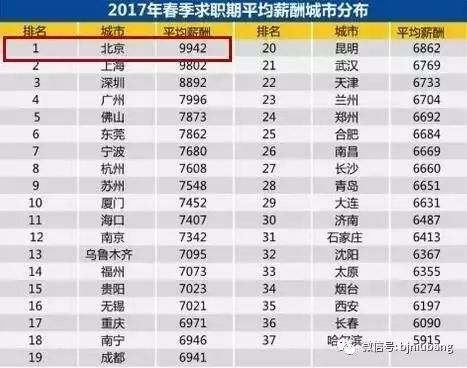 2017年春季求职期平均薪酬城市分布
排名 城市 平均薪酬 排名 城市 平均薪酬
1 北京 9942 20 昆明 6862
2 上海 9802 21 武汉 6769
3 深圳 8892 22 天津 6733
4 广州 7996 23 兰州 6704
5 佛山 7873 24 郑州 6692
6 东莞 7862 25 合肥 6684
7 宁波 7680 26 南昌 6669
8 杭州 7608 27 长沙 6660
9 苏州 7548 28 青岛 6651
10 厦门 7452 29 大连 6631
11 海口 7407 30 济南 6487
12 南京 7342 31 石家庄 6413
13 乌鲁木齐 7095 32 沈阳 6367
14 福州 7073 33 太原 6355
15 贵阳 7023 34 烟台 6274
16 无锡 7021 35 西安 6197
17 重庆 6971 36 长春 6090
18 南宁 6946 37 哈尔滨 5915
19 成都 6941
微信号: bjniubang